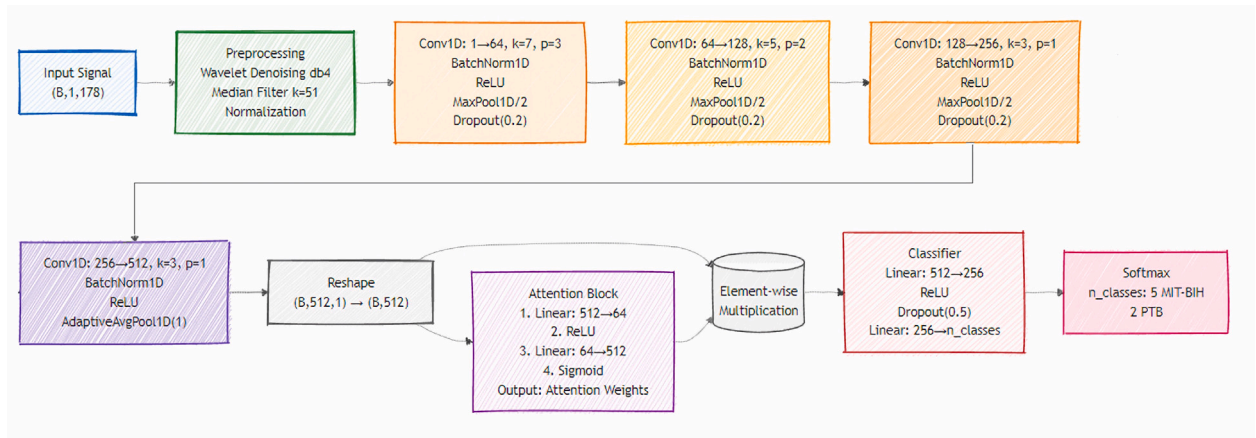 Input Signal
(B,1,178)
Preprocessing
Wavelet Denoising db4
Median Filter k=51
Normalization
Conv1D: 1→64, k=7, p=3
BatchNorm1D
ReLU
MaxPool1D/2
Dropout(0.2)
Conv1D: 64→128, k=5, p=2
BatchNorm1D
ReLU
MaxPool1D/2
Dropout(0.2)
Conv1D: 128→256, k=3, p=1
BatchNorm1D
ReLU
MaxPool1D/2
Dropout(0.2)
Conv1D: 256→512, k=3, p=1
BatchNorm1D
ReLU
AdaptiveAvgPool1D(1)
Reshape
(B,512,1) → (B,512)
Attention Block
1. Linear: 512→64
2. ReLU
3. Linear: 64→512
4. Sigmoid
Output: Attention Weights
Element-wise
Multiplication
Classifier
Linear: 512→256
ReLU
Dropout(0.5)
Linear: 256→n_classes
Softmax
n_classes: 5 MIT-BIH
2 PTB